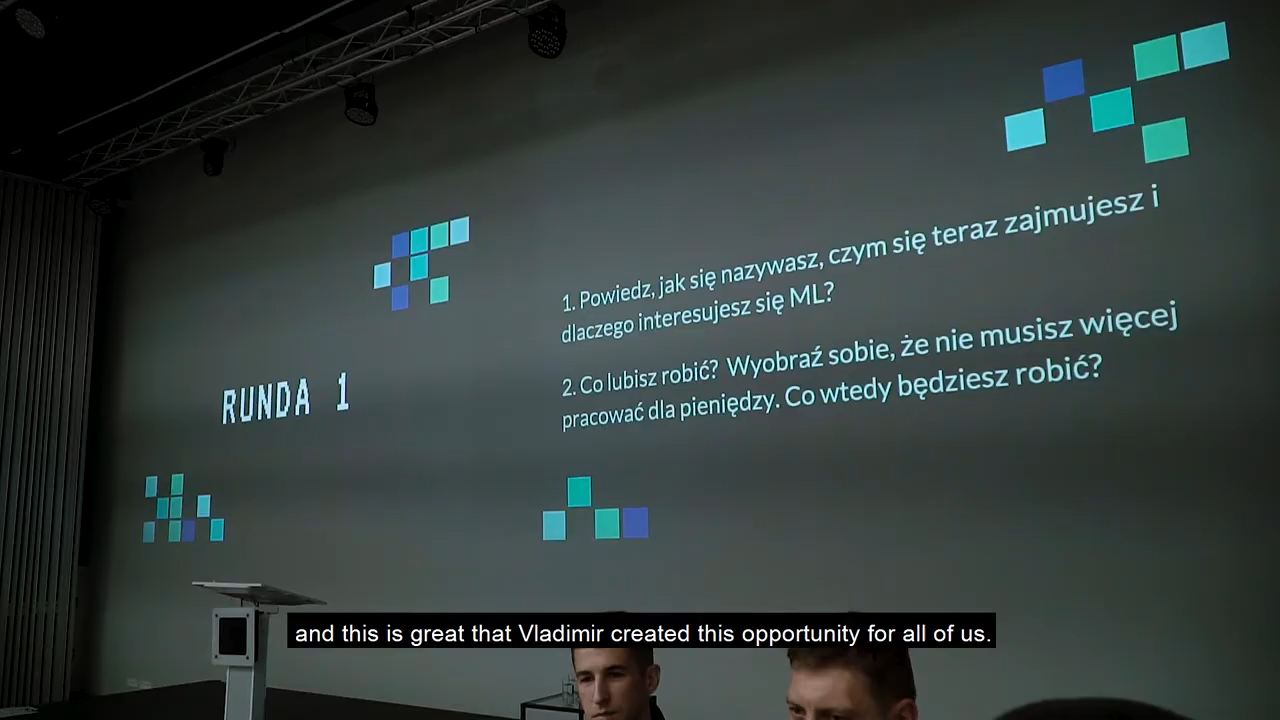 RUNDA 1
1. Powiedz, jak się nazywasz, czym się teraz zajmujesz i
dlaczego interesujesz się ML?
2. Co lubisz robić? Wyobraź sobie, że nie musisz więcej
pracować dla pieniędzy. Co wtedy będziesz robić?
and this is great that Vladimir created this opportunity for all of us.